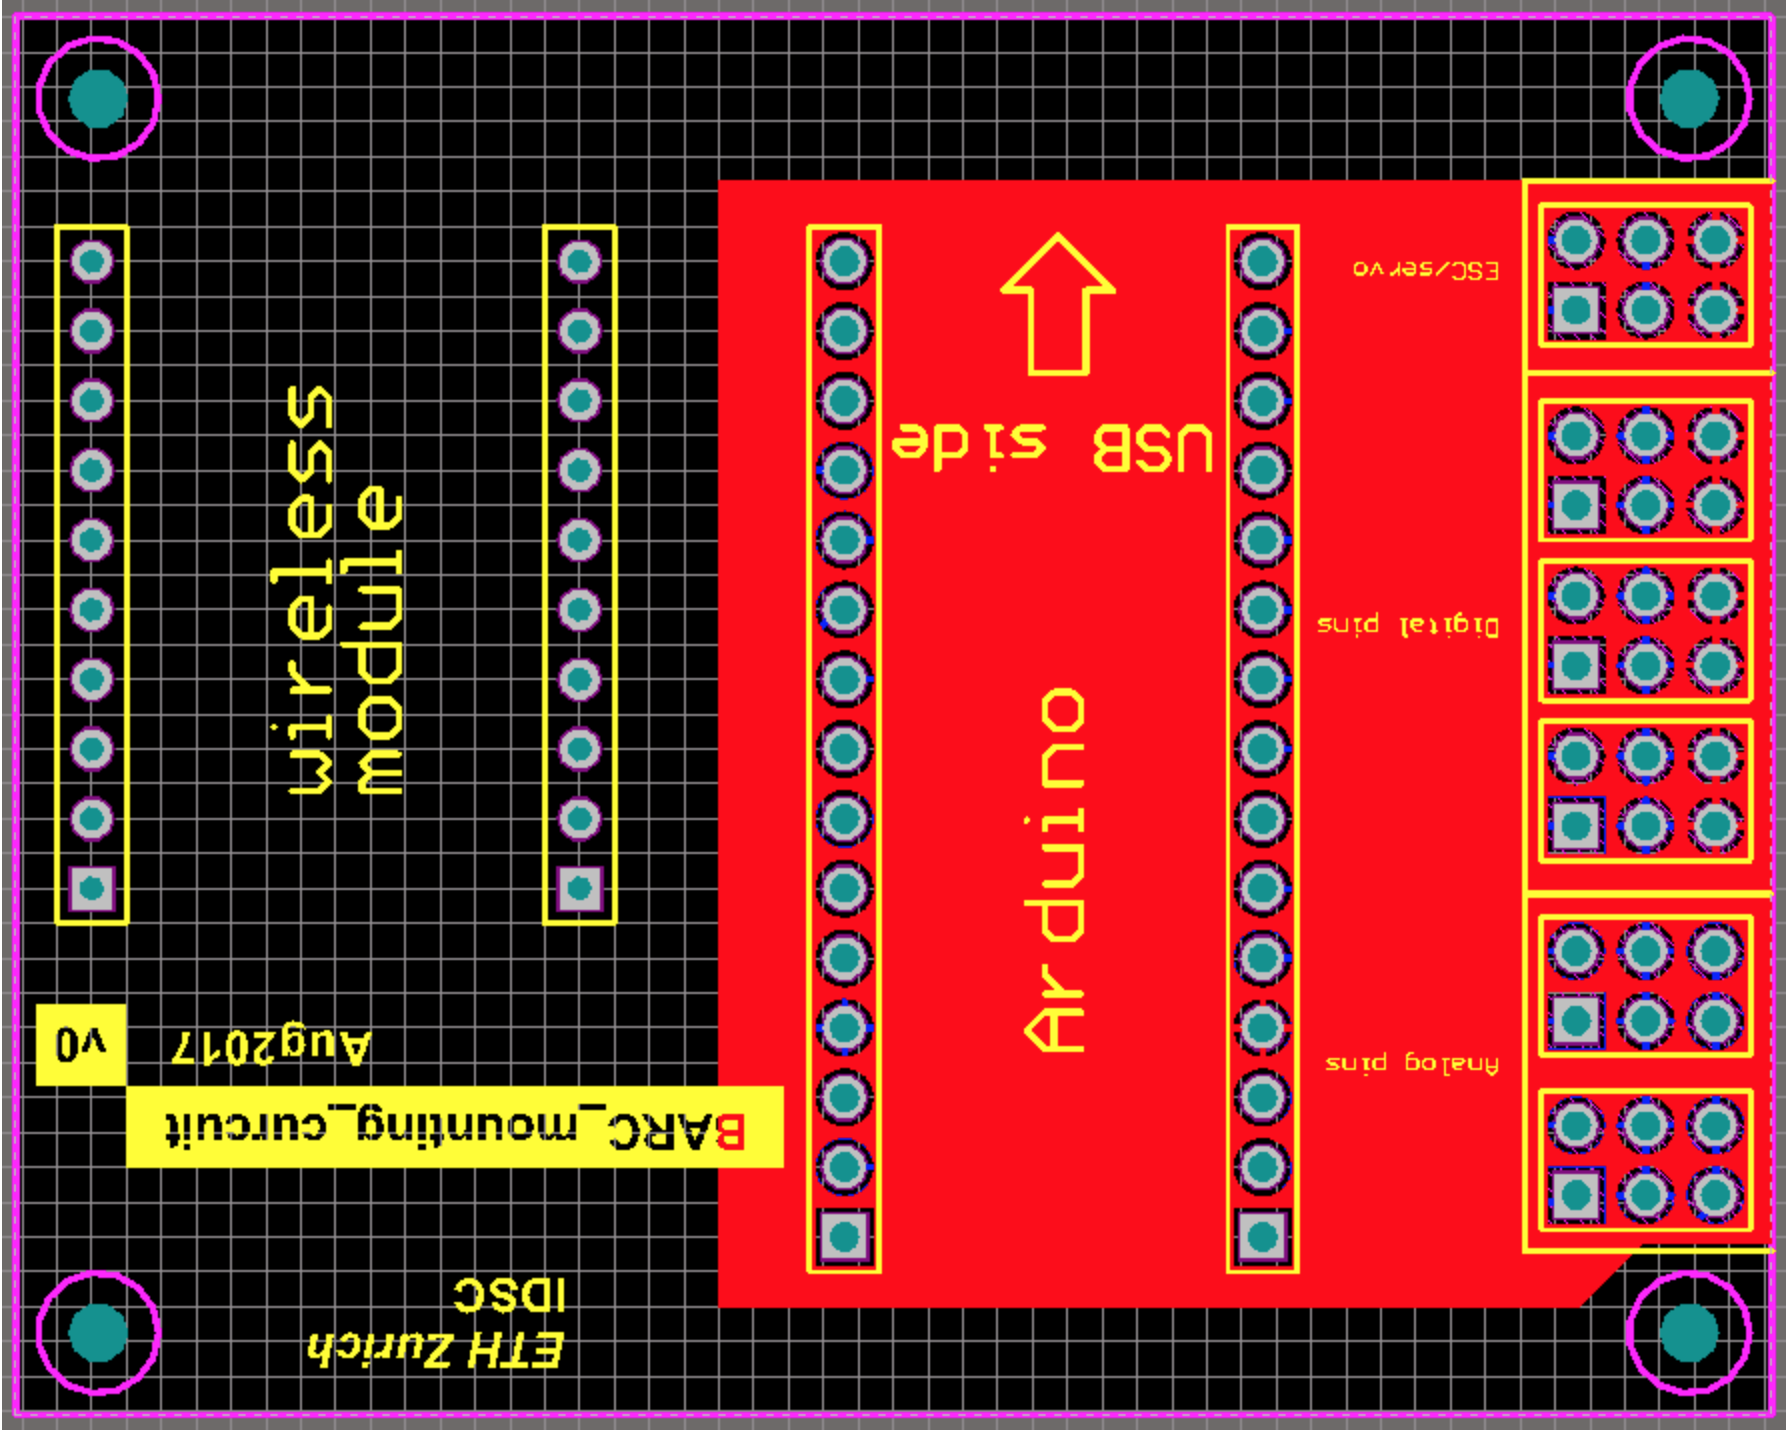 ESC/servo
USB side
wireless
module
Digital pins
Arduino
v0
Aug2017
Analog pins
BARC_mounting_curcuit
IDSC
ETH Zurich